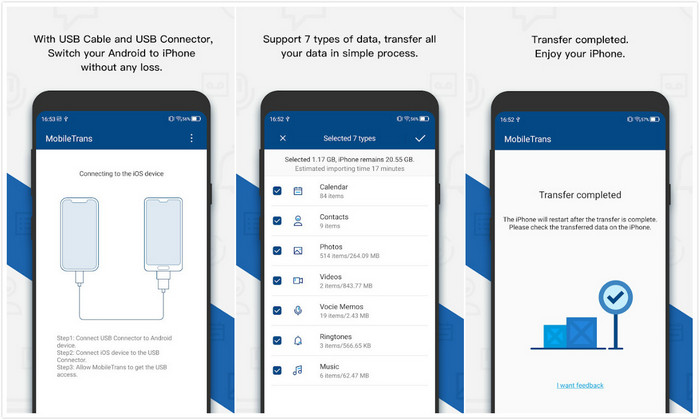 With USB Cable and USB Connector,
Switch your Android to iPhone
without any loss.
16:53 56%
MobileTrans
Connecting to the iOS device
Step1: Connect USB Connector to Android
device.
Step2: Connect iOS device to the USB
Connector.
Step3: Allow MobileTrans to get the USB
access.
Support 7 types of data, transfer all
your data in simple process.
16:52 56%
Selected 7 types
Selected 1.17 GB, iPhone remains 20.55 GB.
Estimated importing time 17 minutes
Calendar
84 items
Contacts
9 items
Photos
514 items/264.09 MB
Videos
2 items/843.77 MB
Vocie Memos
19 items/2.43 MB
Ringtones
3 items/566.65 KB
Music
6 items/62.47 MB
Transfer completed.
Enjoy your iPhone.
16:52 57%
MobileTrans
Transfer completed
The iPhone will restart after the transfer is complete.
Please check the transferred data on the iPhone.
I want feedback